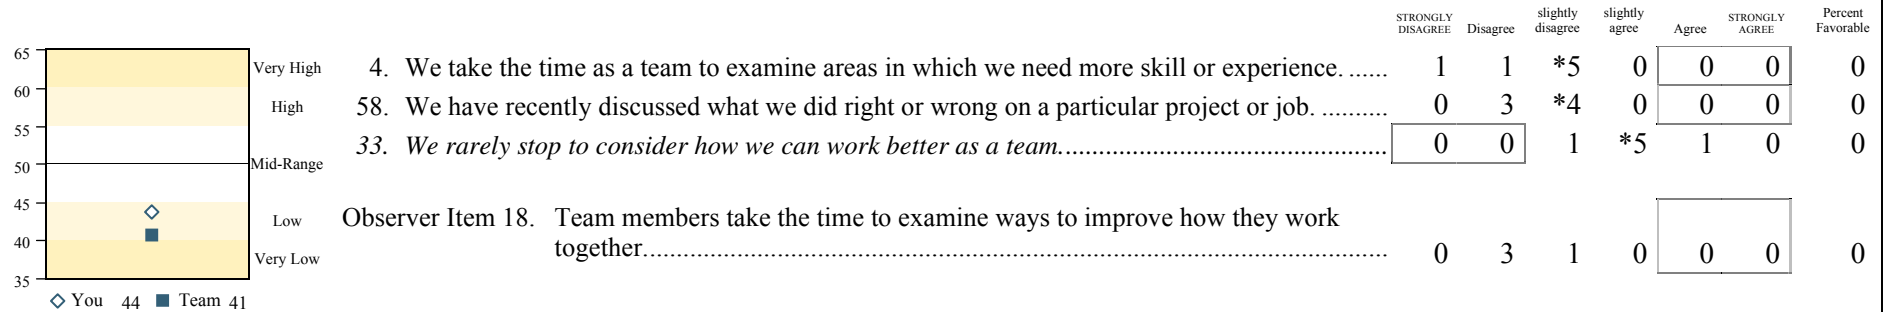 STRONGLY DISAGREE Disagree slightly disagree slightly agree Agree STRONGLY AGREE Percent Favorable
65
60
55
50
45
40
35
Very High
High
Mid-Range
Low
Very Low
◇ You 44 ■ Team 41
4. We take the time as a team to examine areas in which we need more skill or experience. ...... 1 1 *5 0 0 0 0
58. We have recently discussed what we did right or wrong on a particular project or job. .......... 0 3 *4 0 0 0 0
33. We rarely stop to consider how we can work better as a team.................................................. 0 0 1 *5 1 0 0
Observer Item 18. Team members take the time to examine ways to improve how they work
together................................................................................................................ 0 3 1 0 0 0 0